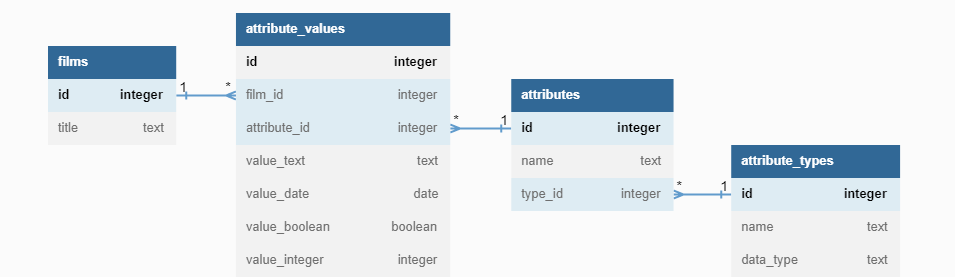 films
id integer
title text
1 *
attribute_values
id integer
film_id integer
attribute_id integer
value_text text
value_date date
value_boolean boolean
value_integer integer
* 1
attributes
id integer
name text
type_id integer
* 1
attribute_types
id integer
name text
data_type text